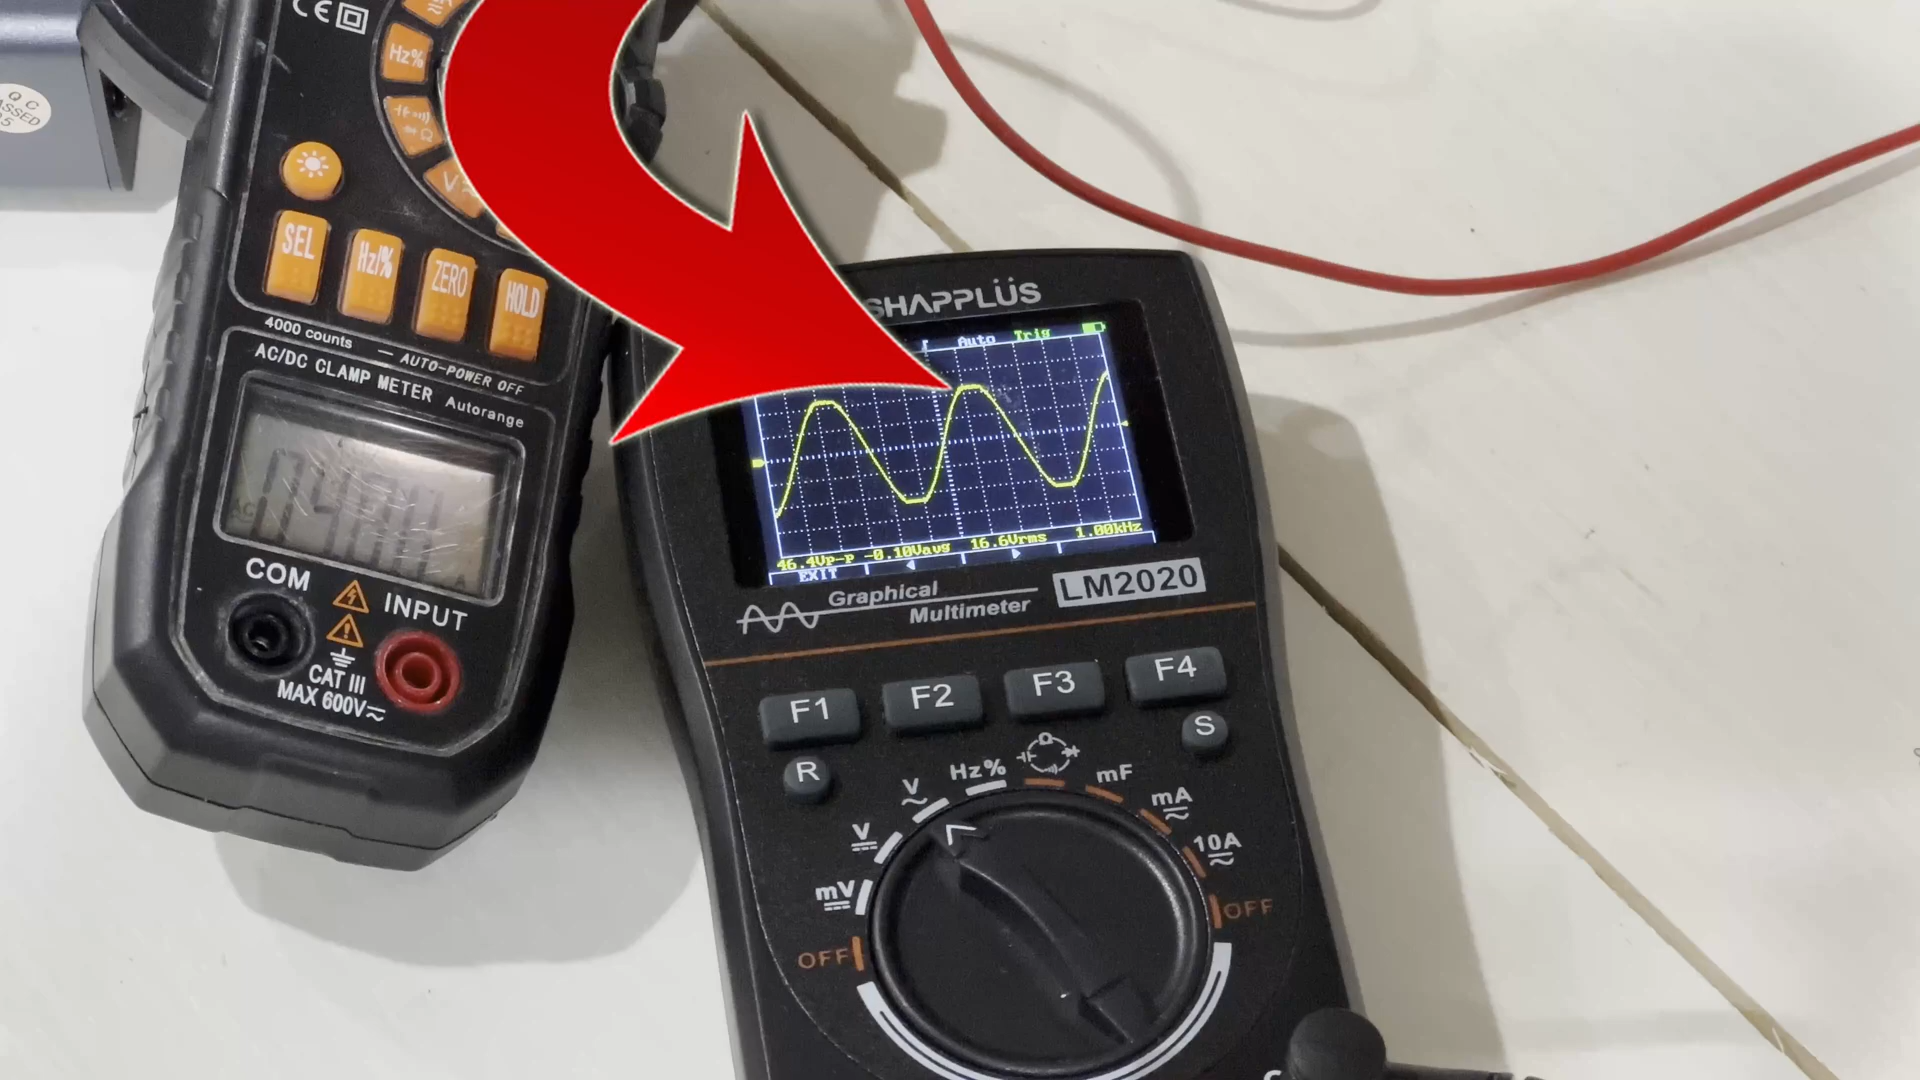 CE
Hz%
Q C
SEL
Hz/%
ZERO
HOLD
4000 counts
AUTO-POWER OFF
AC/DC CLAMP METER Autorange
AC
A
COM
INPUT
CAT III
MAX 600V
SHAPPLÜS
Auto
Trig
46.4Vp-p
-0.10Vavg
16.6Vrms
1.00kHz
EXIT
Graphical
Multimeter
LM2020
F1
F2
F3
F4
R
S
V
V
mV
Hz%
Ω
mF
mA
10A
OFF
OFF